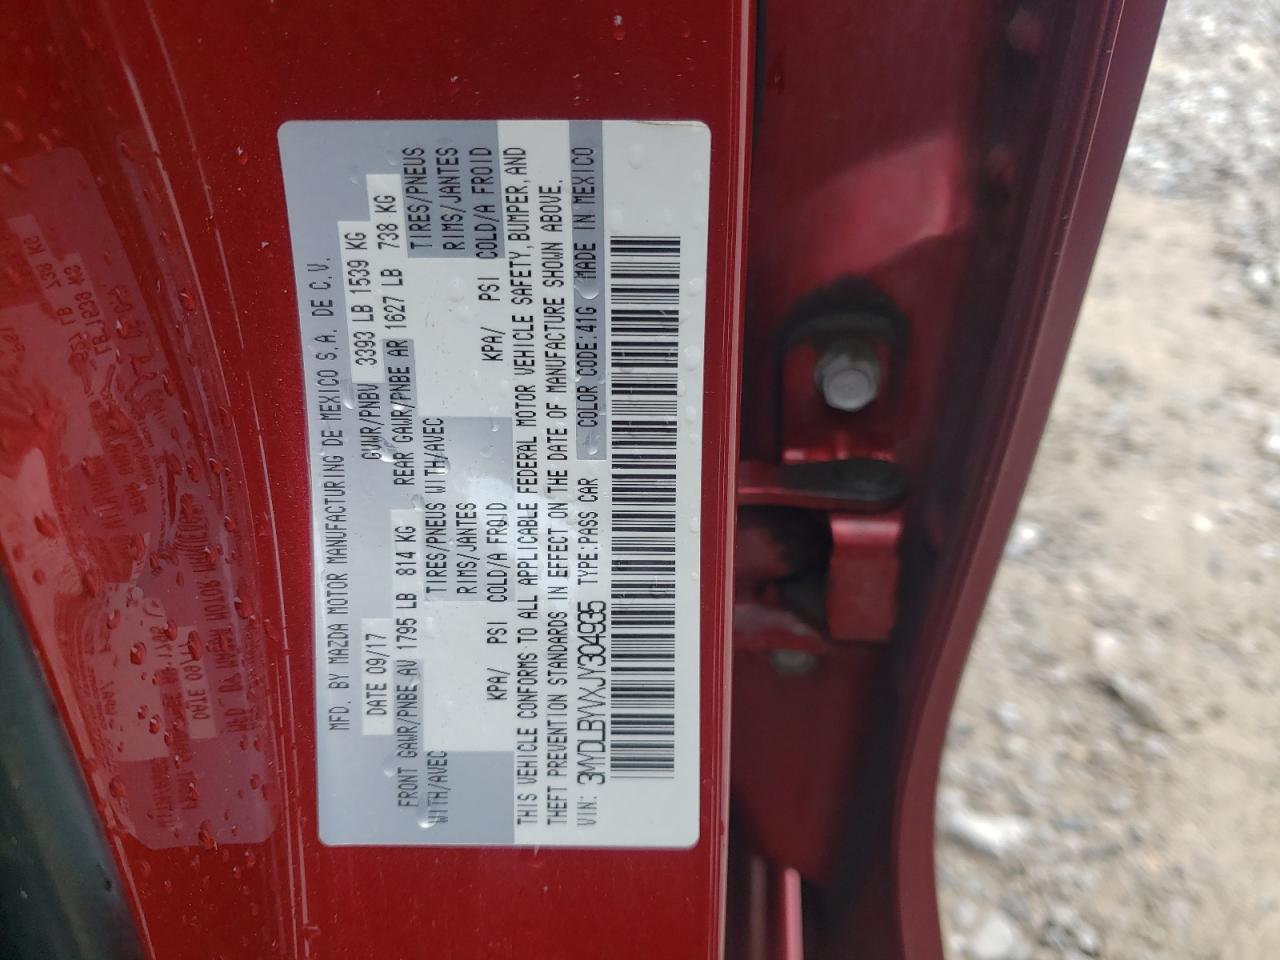 MFD. BY MAZDA MOTOR MANUFACTURING DE MEXICO S.A. DE C.V.
DATE 09/17 GVWR/PNBV 3393 LB 1539 KG
FRONT GAWR/PNBE AV 1795 LB 814 KG REAR GAWR/PNBE AR 1627 LB 738 KG
WITH/AVEC TIRES/PNEUS WITH/AVEC TIRES/PNEUS
RIMS/JANTES RIMS/JANTES
KPA/ PSI COLD/A FROID KPA/ PSI COLD/A FROID
THIS VEHICLE CONFORMS TO ALL APPLICABLE FEDERAL MOTOR VEHICLE SAFETY, BUMPER, AND
THEFT PREVENTION STANDARDS IN EFFECT ON THE DATE OF MANUFACTURE SHOWN ABOVE.
VIN: 3MYDLBYVXJY304935 TYPE:PASS CAR COLOR CODE:41G MADE IN MEXICO